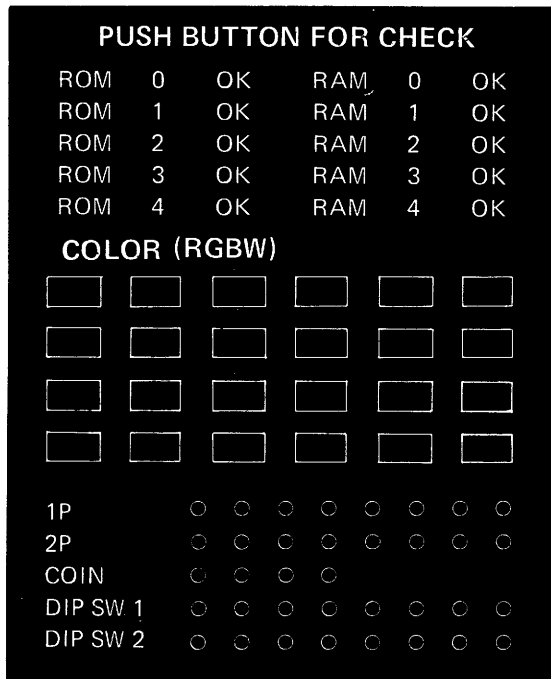 PUSH BUTTON FOR CHECK
ROM 0 OK RAM 0 OK
ROM 1 OK RAM 1 OK
ROM 2 OK RAM 2 OK
ROM 3 OK RAM 3 OK
ROM 4 OK RAM 4 OK
COLOR (RGBW)
1P
2P
COIN
DIP SW 1
DIP SW 2